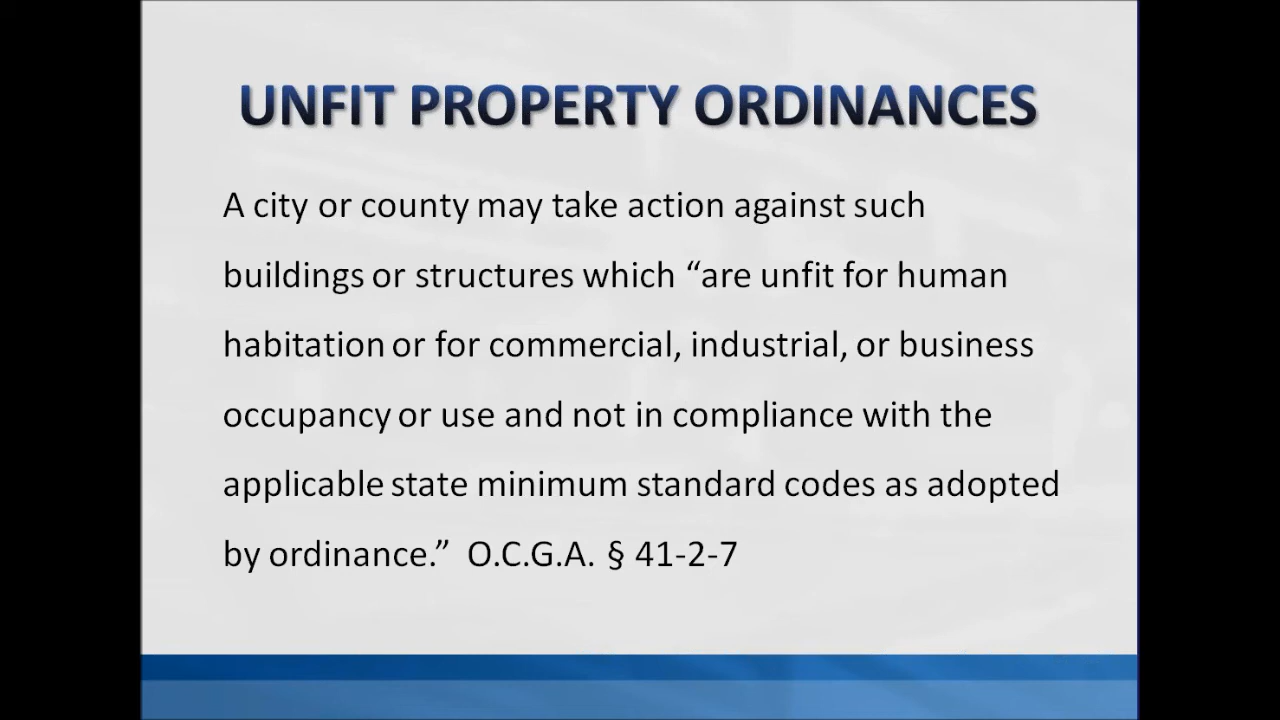 UNFIT PROPERTY ORDINANCES
A city or county may take action against such
buildings or structures which “are unfit for human
habitation or for commercial, industrial, or business
occupancy or use and not in compliance with the
applicable state minimum standard codes as adopted
by ordinance.” O.C.G.A. § 41-2-7